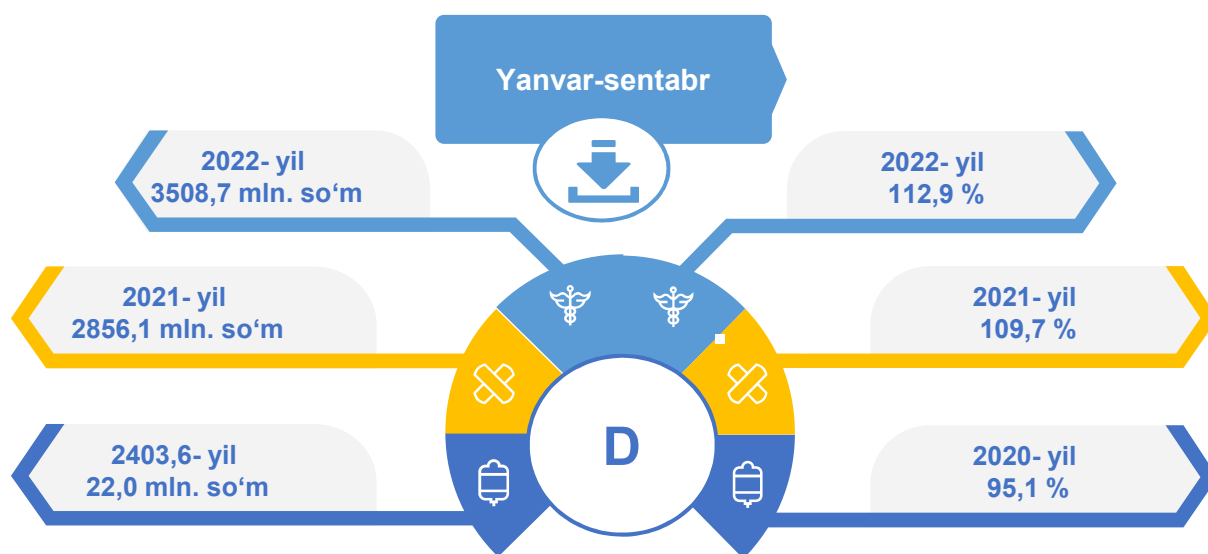 Yanvar-sentabr
2022- yil
3508,7 mln. so‘m
2022- yil
112,9 %
2021- yil
2856,1 mln. so‘m
2021- yil
109,7 %
2403,6- yil
22,0 mln. so‘m
D
2020- yil
95,1 %